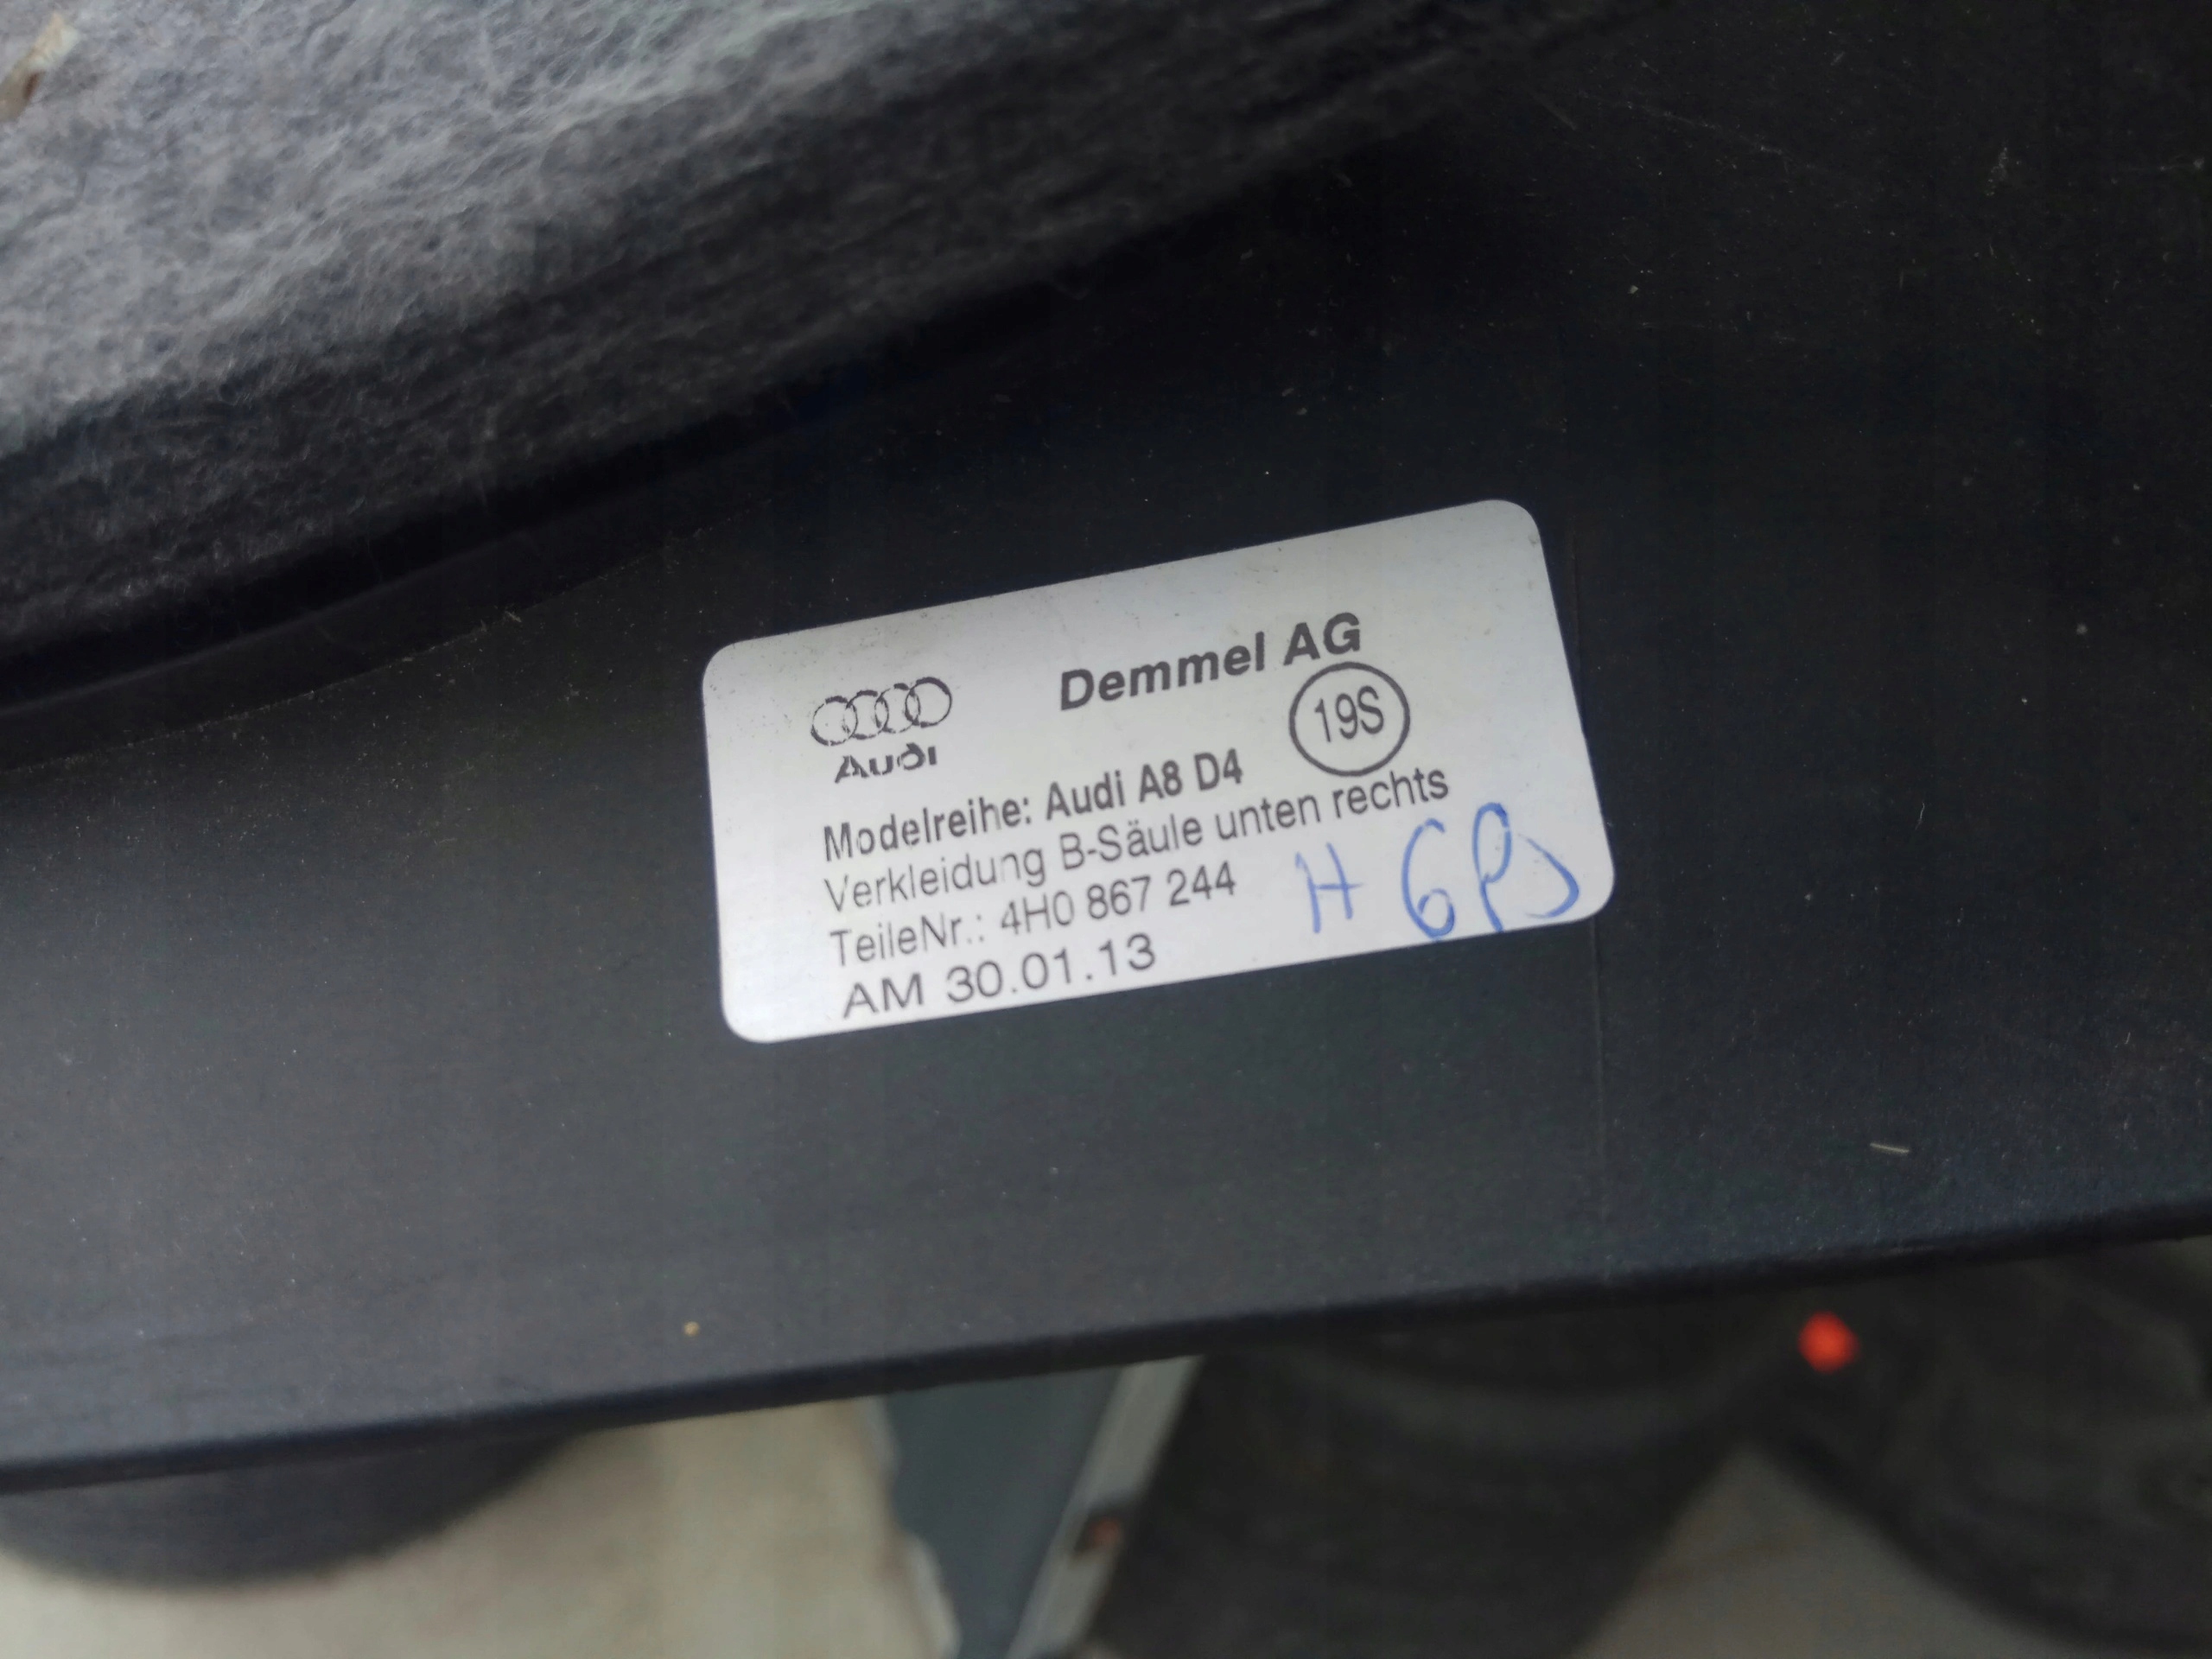 Demmel AG
Audi
19S
Modelreihe: Audi A8 D4
Verkleidung B-Säule unten rechts
TeileNr.: 4H0 867 244
AM 30.01.13
H